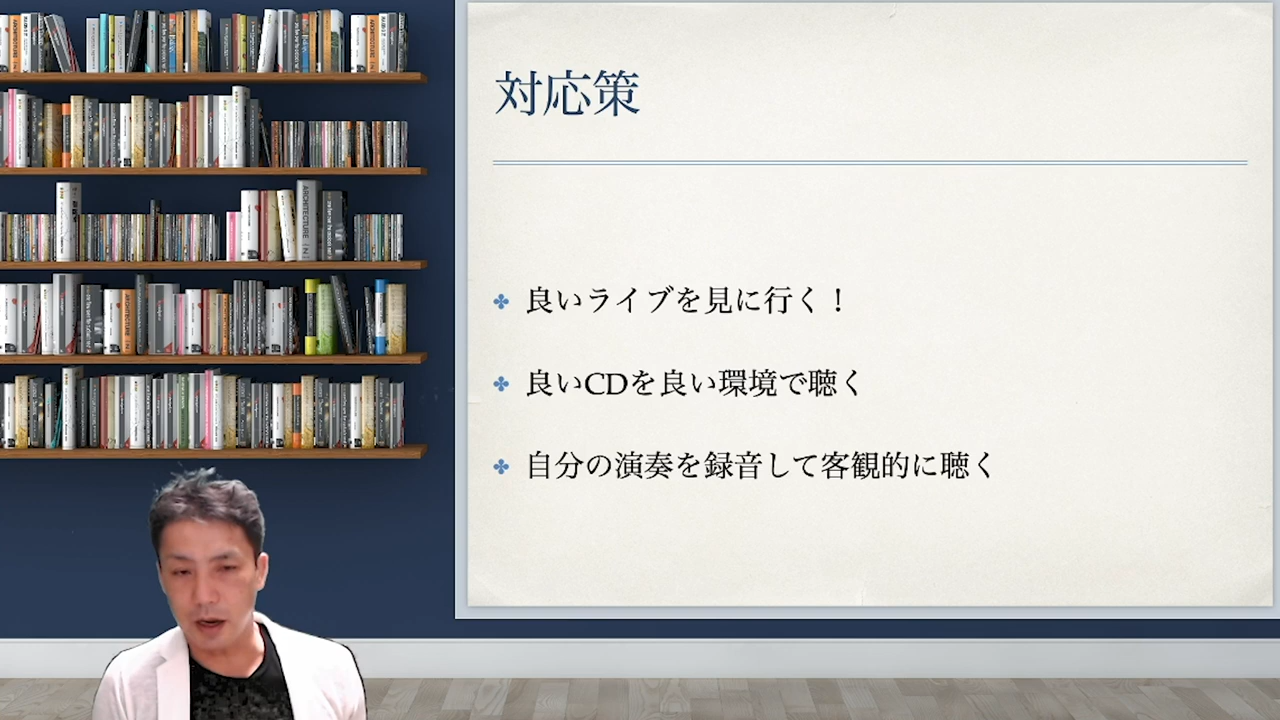 対応策
良いライブを見に行く！
良いCDを良い環境で聴く
自分の演奏を録音して客観的に聴く
ARCHITECTURE